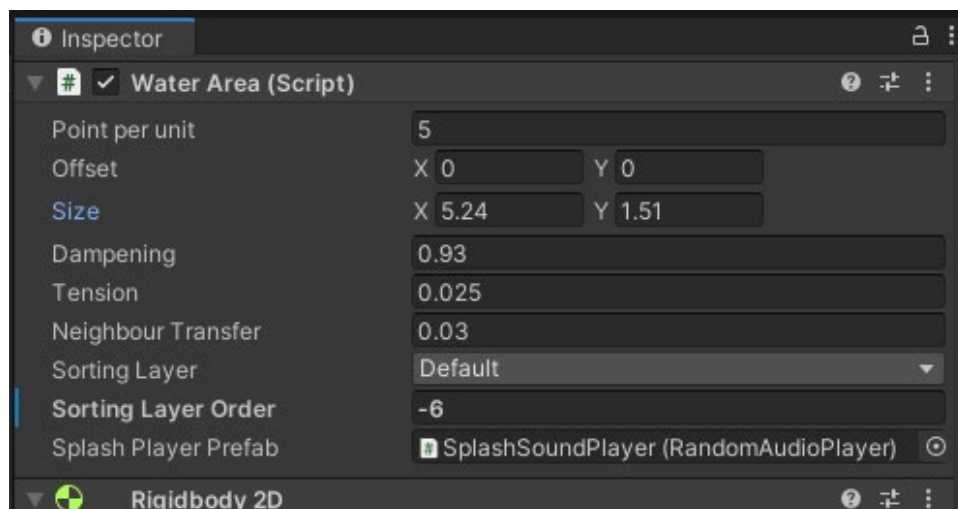 Inspector
Water Area (Script)
Point per unit 5
Offset X 0 Y 0
Size X 5.24 Y 1.51
Dampening 0.93
Tension 0.025
Neighbour Transfer 0.03
Sorting Layer Default
Sorting Layer Order -6
Splash Player Prefab # SplashSoundPlayer (RandomAudioPlayer)
Rigidbody 2D